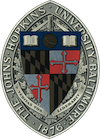 THE JOHNS HOPKINS UNIVERSITY BALTIMORE
1876